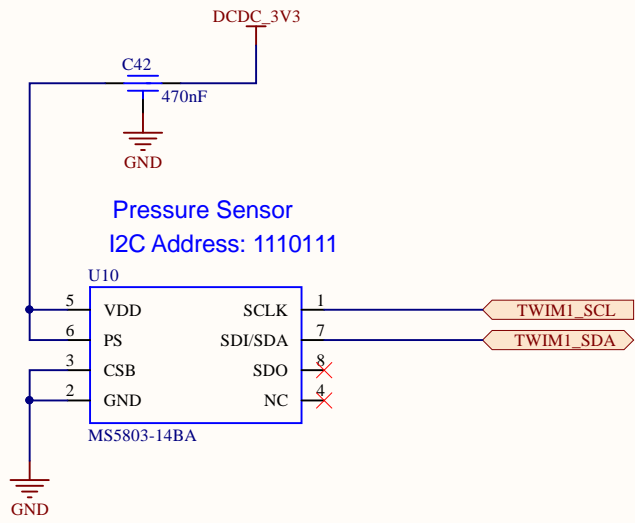 DCDC_3V3
C42
470nF
GND
Pressure Sensor
I2C Address: 1110111
U10
5 VDD SCLK 1 TWIM1_SCL
6 PS SDI/SDA 7 TWIM1_SDA
3 CSB SDO 8
2 GND NC 4
MS5803-14BA
GND